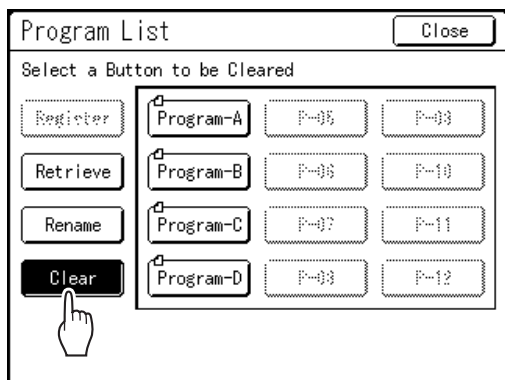 Program List Close
Select a Button to be Cleared
Register Program-A P-05 P-09
Retrieve Program-B P-06 P-10
Rename Program-C P-07 P-11
Clear Program-D P-08 P-12